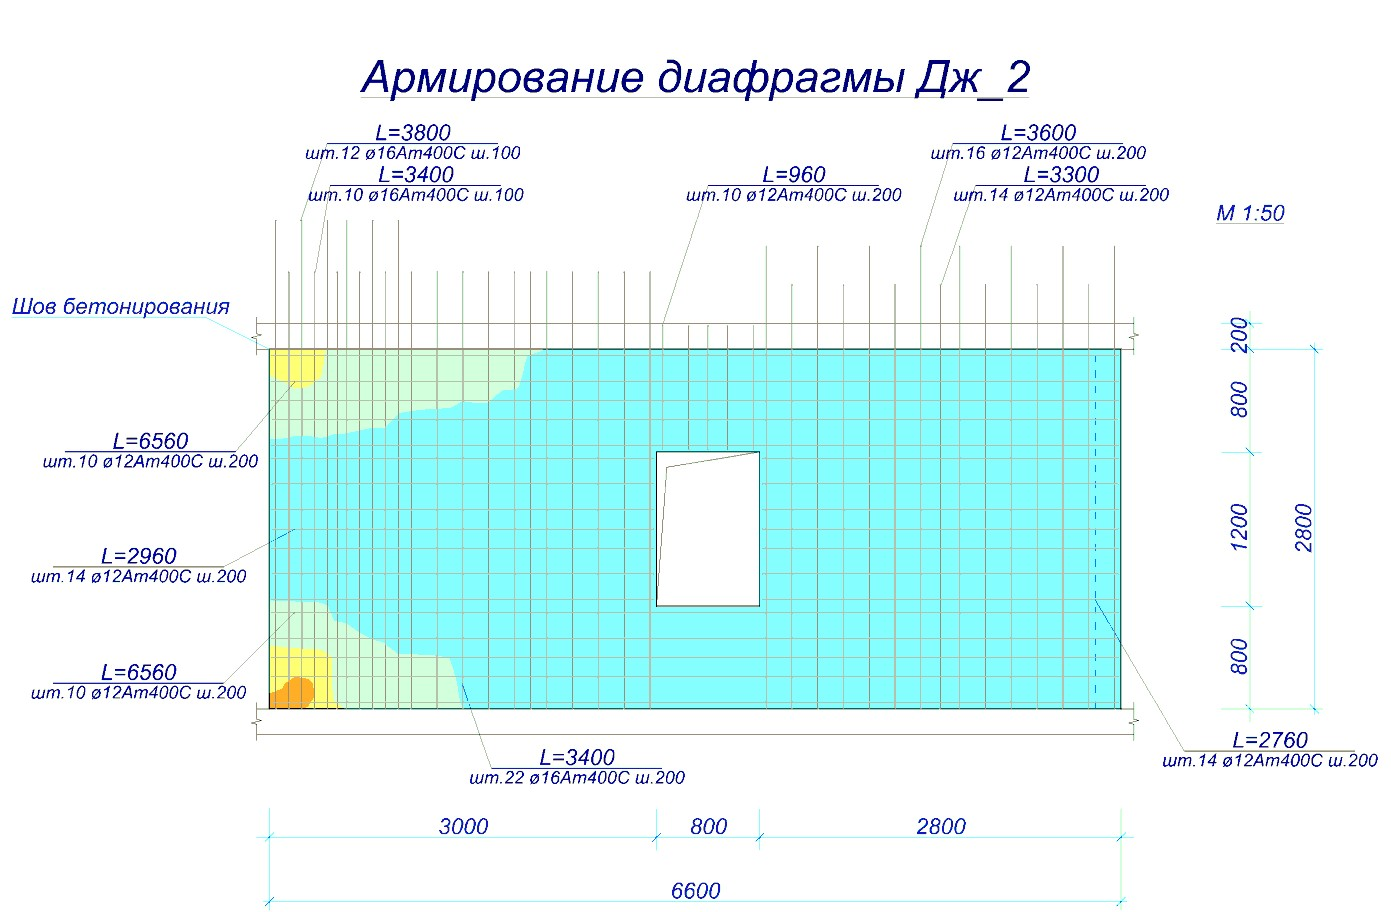 Армирование диафрагмы Дж_2
L=3800
шт.12 ø16Ат400С ш.100
L=3400
шт.10 ø16Ат400С ш.100
L=960
шт.10 ø12Ат400С ш.200
L=3600
шт.16 ø12Ат400С ш.200
L=3300
шт.14 ø12Ат400С ш.200
М 1:50
Шов бетонирования
L=6560
шт.10 ø12Ат400С ш.200
L=2960
шт.14 ø12Ат400С ш.200
L=6560
шт.10 ø12Ат400С ш.200
L=3400
шт.22 ø16Ат400С ш.200
L=2760
шт.14 ø12Ат400С ш.200
200
800
1200
800
2800
3000
800
2800
6600